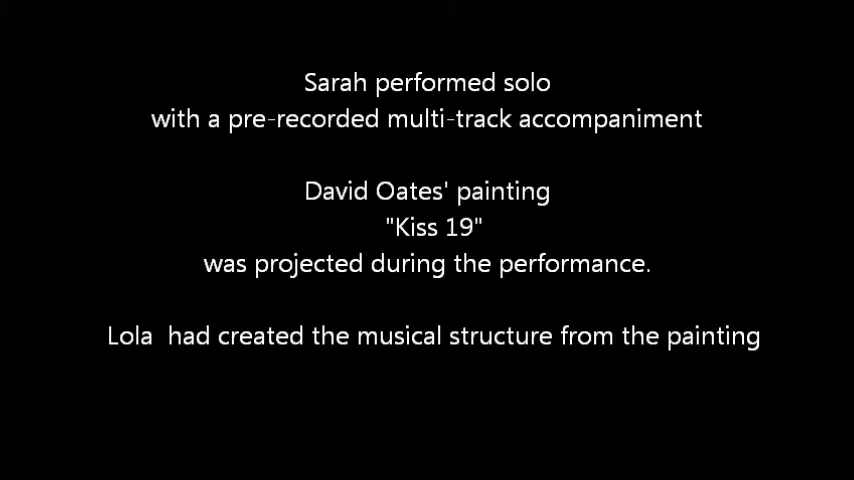 Sarah performed solo
with a pre-recorded multi-track accompaniment
David Oates' painting
"Kiss 19"
was projected during the performance.
Lola  had created the musical structure from the painting